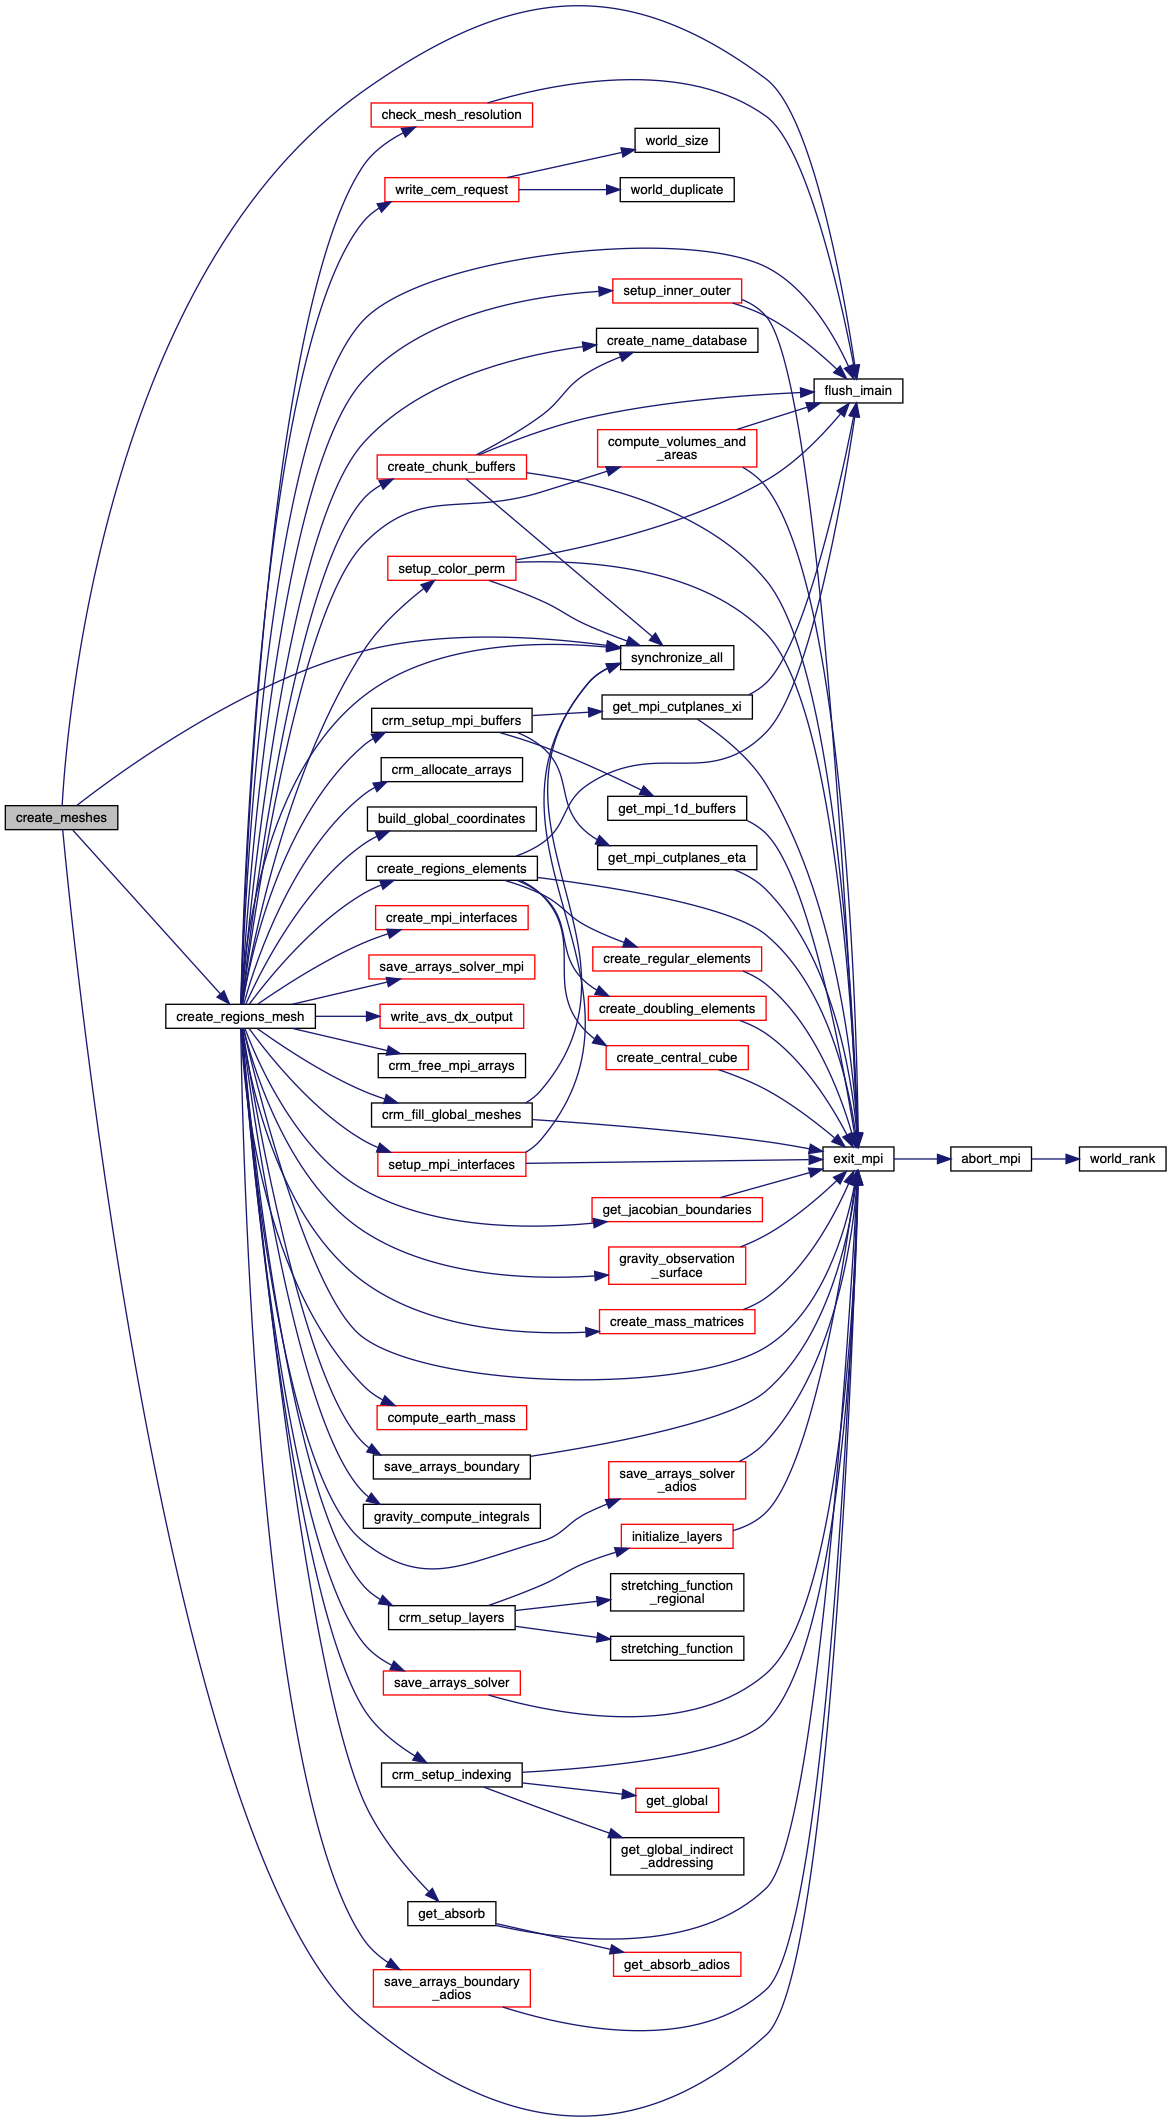 check_mesh_resolution
world_size
write_cem_request
world_duplicate
setup_inner_outer
create_name_database
flush_imain
compute_volumes_and
_areas
create_chunk_buffers
setup_color_perm
synchronize_all
get_mpi_cutplanes_xi
crm_setup_mpi_buffers
crm_allocate_arrays
get_mpi_1d_buffers
create_meshes
build_global_coordinates
get_mpi_cutplanes_eta
create_regions_elements
create_mpi_interfaces
create_regular_elements
save_arrays_solver_mpi
create_doubling_elements
create_regions_mesh
write_avs_dx_output
create_central_cube
crm_free_mpi_arrays
crm_fill_global_meshes
setup_mpi_interfaces
exit_mpi
abort_mpi
world_rank
get_jacobian_boundaries
gravity_observation
_surface
create_mass_matrices
compute_earth_mass
save_arrays_boundary
save_arrays_solver
_adios
gravity_compute_integrals
initialize_layers
stretching_function
_regional
crm_setup_layers
stretching_function
save_arrays_solver
crm_setup_indexing
get_global
get_global_indirect
_addressing
get_absorb
get_absorb_adios
save_arrays_boundary
_adios